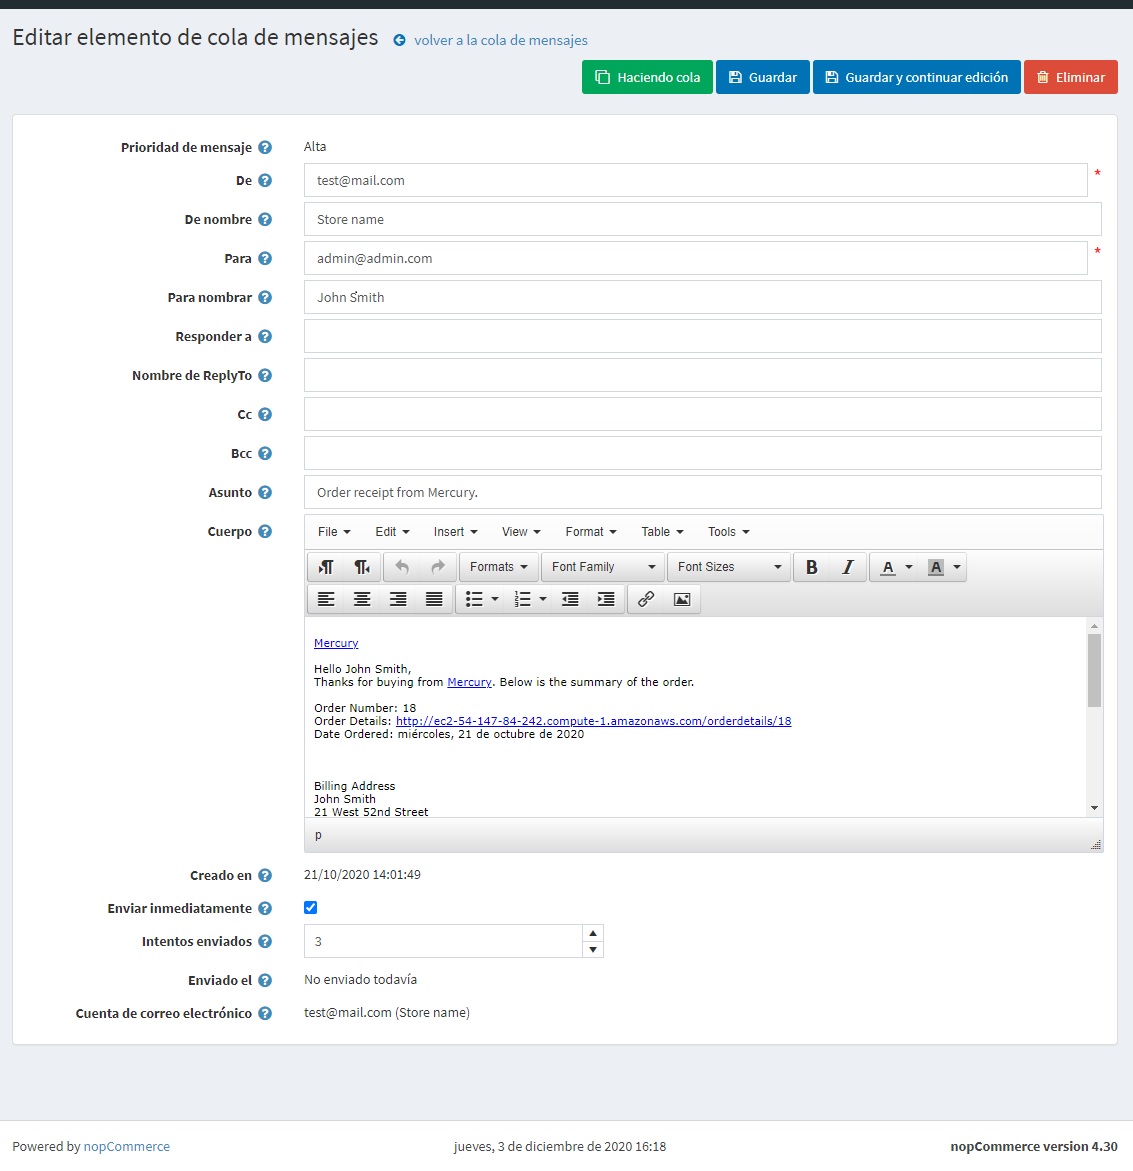 Editar elemento de cola de mensajes volver a la cola de mensajes
Haciendo cola Guardar Guardar y continuar edición Eliminar
Prioridad de mensaje Alta
De test@mail.com *
De nombre Store name
Para admin@admin.com *
Para nombrar John Smith
Responder a
Nombre de ReplyTo
Cc
Bcc
Asunto Order receipt from Mercury.
Cuerpo File Edit Insert View Format Table Tools
Formats Font Family Font Sizes B I A A
Mercury
Hello John Smith,
Thanks for buying from Mercury. Below is the summary of the order.
Order Number: 18
Order Details: http://ec2-54-147-84-242.compute-1.amazonaws.com/orderdetails/18
Date Ordered: miércoles, 21 de octubre de 2020
Billing Address
John Smith
21 West 52nd Street
p
Creado en 21/10/2020 14:01:49
Enviar inmediatamente
Intentos enviados 3
Enviado el No enviado todavía
Cuenta de correo electrónico test@mail.com (Store name)
Powered by nopCommerce jueves, 3 de diciembre de 2020 16:18 nopCommerce version 4.30